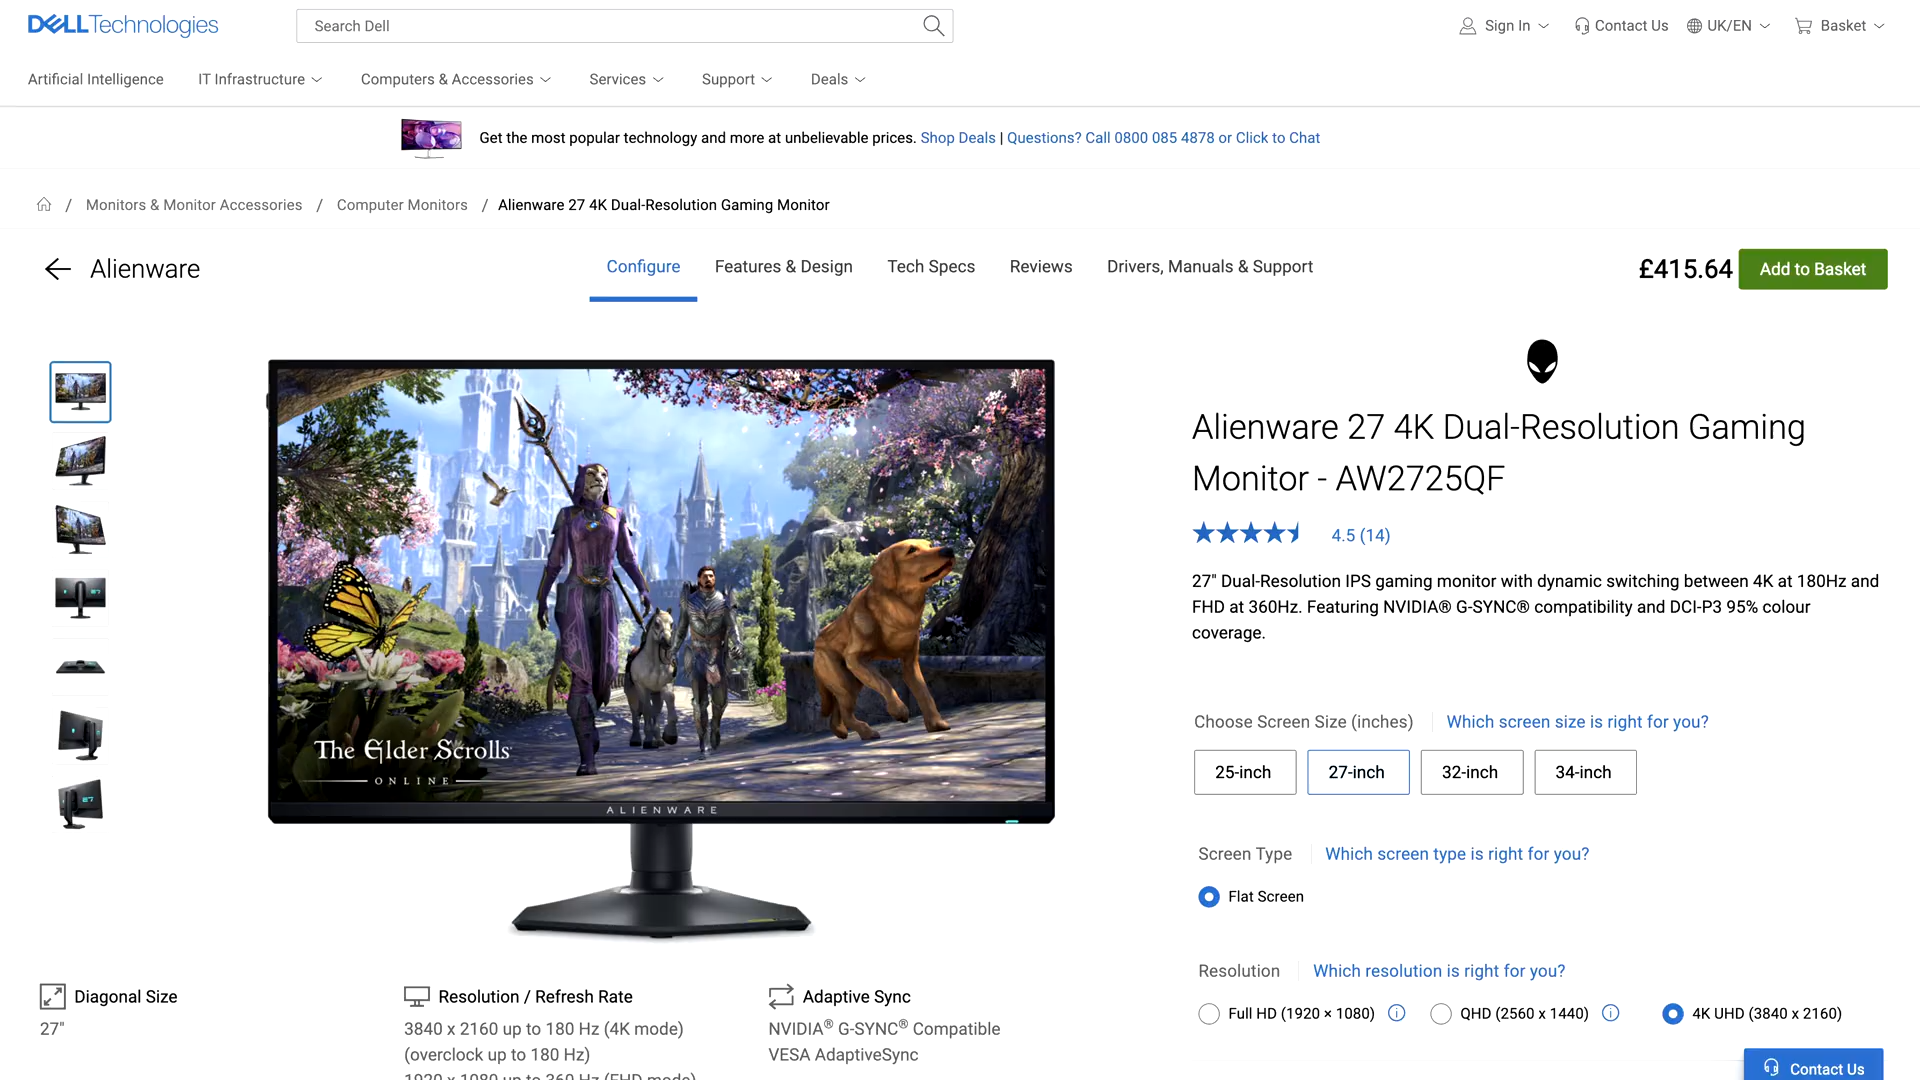 DELLTechnologies
Search Dell
Sign In
Contact Us
UK/EN
Basket
Artificial Intelligence
IT Infrastructure
Computers & Accessories
Services
Support
Deals
Get the most popular technology and more at unbelievable prices. Shop Deals | Questions? Call 0800 085 4878 or Click to Chat
/ Monitors & Monitor Accessories / Computer Monitors / Alienware 27 4K Dual-Resolution Gaming Monitor
Alienware
Configure
Features & Design
Tech Specs
Reviews
Drivers, Manuals & Support
£415.64
Add to Basket
The Elder Scrolls
ONLINE
ALIENWARE
Alienware 27 4K Dual-Resolution Gaming
Monitor - AW2725QF
4.5 (14)
27" Dual-Resolution IPS gaming monitor with dynamic switching between 4K at 180Hz and
FHD at 360Hz. Featuring NVIDIA® G-SYNC® compatibility and DCI-P3 95% colour
coverage.
Choose Screen Size (inches)
Which screen size is right for you?
25-inch
27-inch
32-inch
34-inch
Screen Type
Which screen type is right for you?
Flat Screen
Resolution
Which resolution is right for you?
Full HD (1920 × 1080)
QHD (2560 x 1440)
4K UHD (3840 x 2160)
Diagonal Size
27"
Resolution / Refresh Rate
3840 x 2160 up to 180 Hz (4K mode)
(overclock up to 180 Hz)
1920 x 1080 up to 360 Hz (FHD mode)
Adaptive Sync
NVIDIA® G-SYNC® Compatible
VESA AdaptiveSync
Contact Us